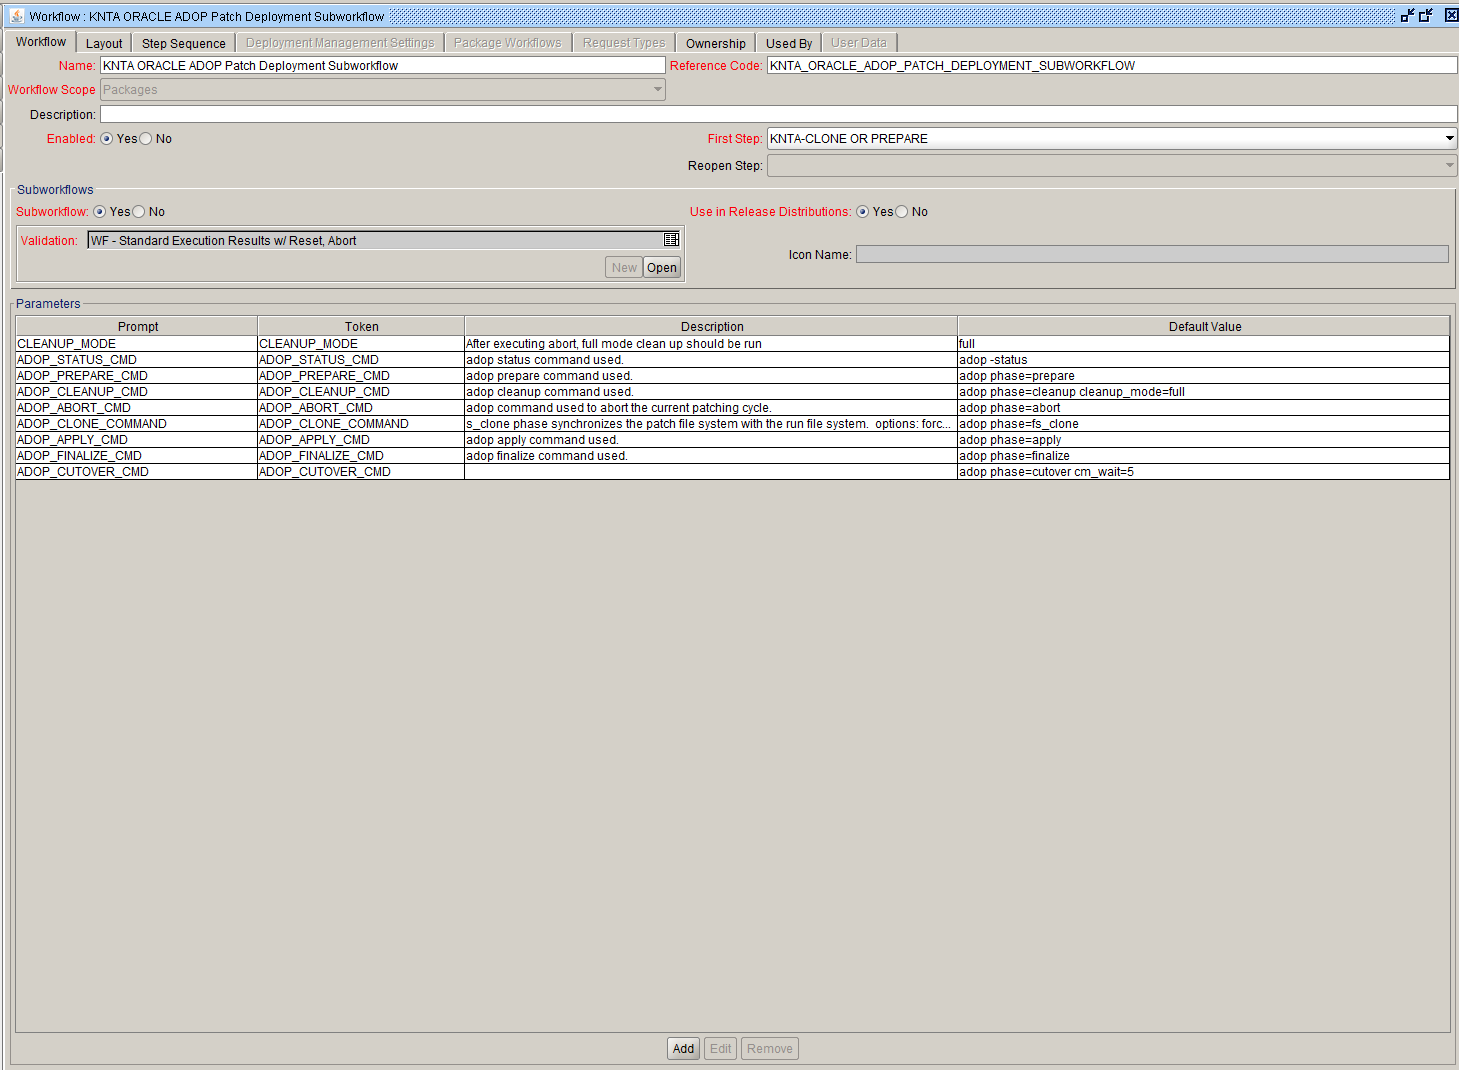 Workflow : KNTA ORACLE ADOP Patch Deployment Subworkflow
Workflow Layout Step Sequence Deployment Management Settings Package Workflows Request Types Ownership Used By User Data
Name: KNTA ORACLE ADOP Patch Deployment Subworkflow Reference Code: KNTA_ORACLE_ADOP_PATCH_DEPLOYMENT_SUBWORKFLOW
Workflow Scope Packages
Description:
Enabled: Yes No First Step: KNTA-CLONE OR PREPARE
Reopen Step:
Subworkflows
Subworkflow: Yes No Use in Release Distributions: Yes No
Validation: WF - Standard Execution Results w/ Reset, Abort
Icon Name:
New Open
Parameters
Prompt Token Description Default Value
CLEANUP_MODE CLEANUP_MODE After executing abort, full mode clean up should be run full
ADOP_STATUS_CMD ADOP_STATUS_CMD adop status command used. adop -status
ADOP_PREPARE_CMD ADOP_PREPARE_CMD adop prepare command used. adop phase=prepare
ADOP_CLEANUP_CMD ADOP_CLEANUP_CMD adop cleanup command used. adop phase=cleanup cleanup_mode=full
ADOP_ABORT_CMD ADOP_ABORT_CMD adop command used to abort the current patching cycle. adop phase=abort
ADOP_CLONE_COMMAND ADOP_CLONE_COMMAND s_clone phase synchronizes the patch file system with the run file system. options: forc... adop phase=fs_clone
ADOP_APPLY_CMD ADOP_APPLY_CMD adop apply command used. adop phase=apply
ADOP_FINALIZE_CMD ADOP_FINALIZE_CMD adop finalize command used. adop phase=finalize
ADOP_CUTOVER_CMD ADOP_CUTOVER_CMD adop phase=cutover cm_wait=5
Add Edit Remove